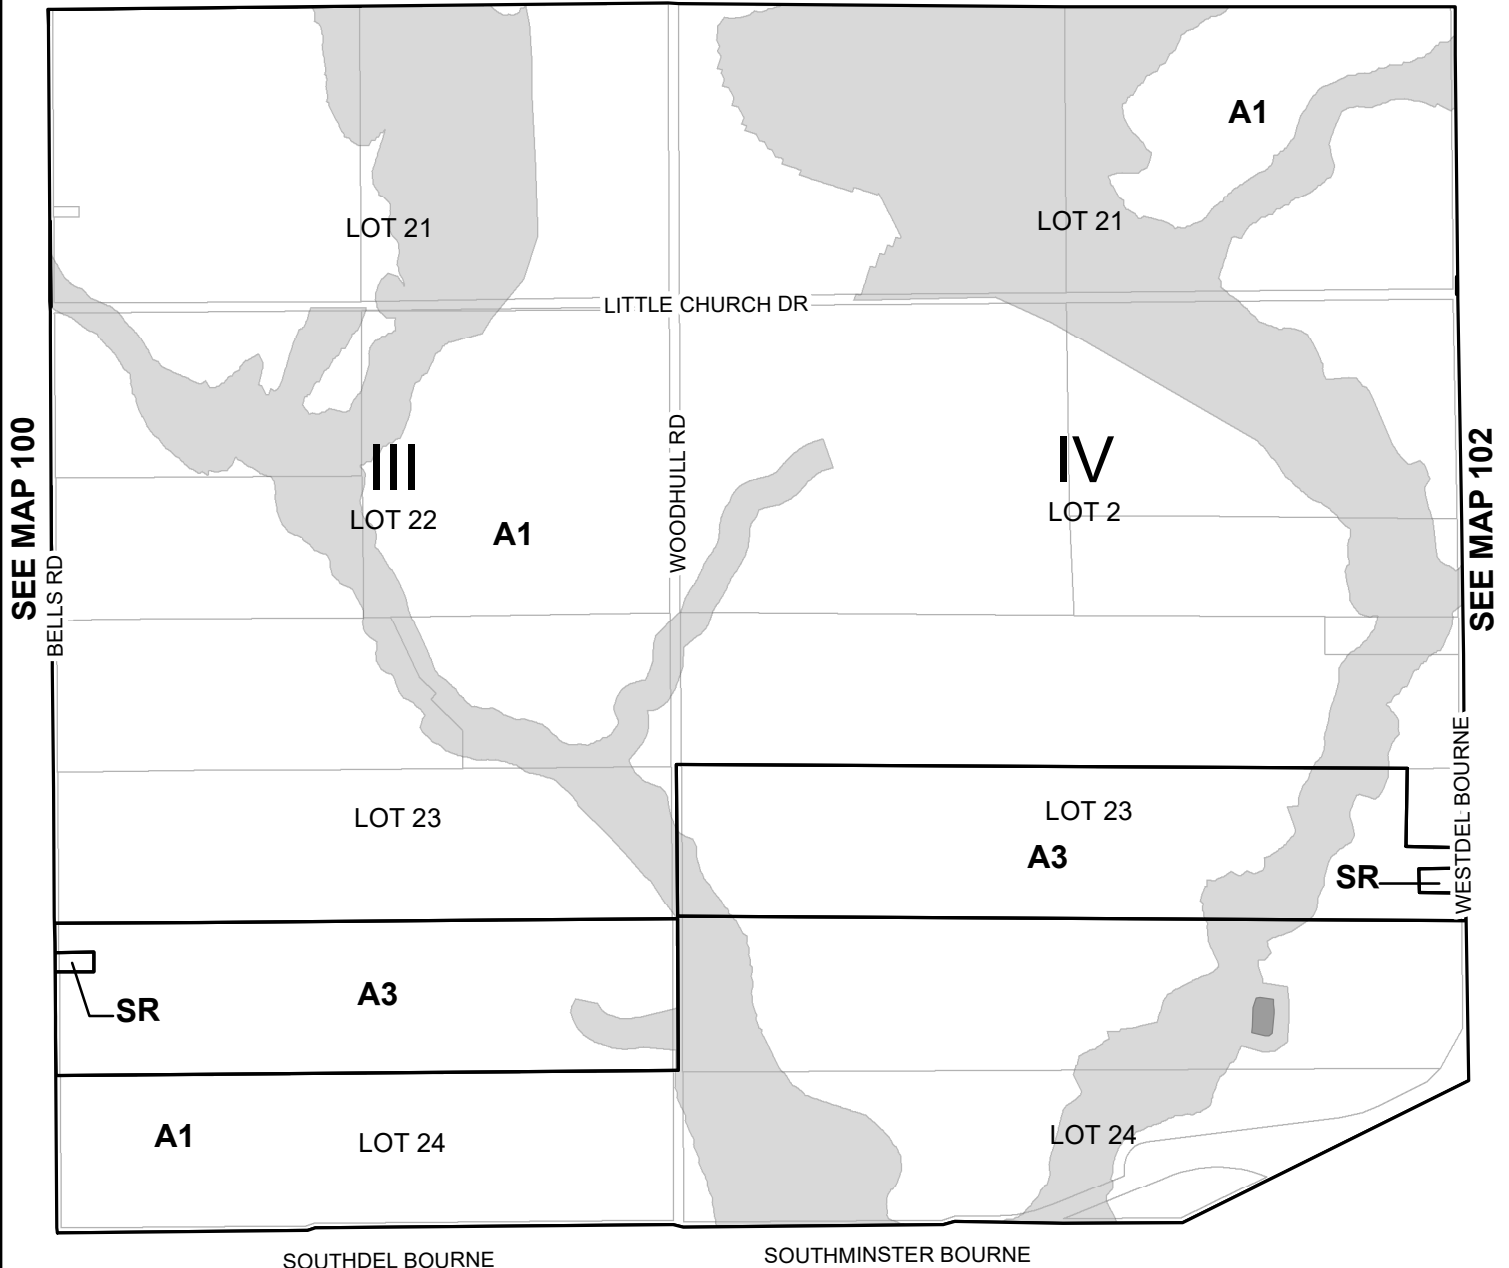 A1
LOT 21
LOT 21
LITTLE CHURCH DR
SEE MAP 100
BELLS RD
III
LOT 22
A1
WOODHULL RD
IV
LOT 2
SEE MAP 102
WESTDEL BOURNE
LOT 23
LOT 23
A3
SR
A3
SR
A1
LOT 24
LOT 24
SOUTHDEL BOURNE
SOUTHMINSTER BOURNE